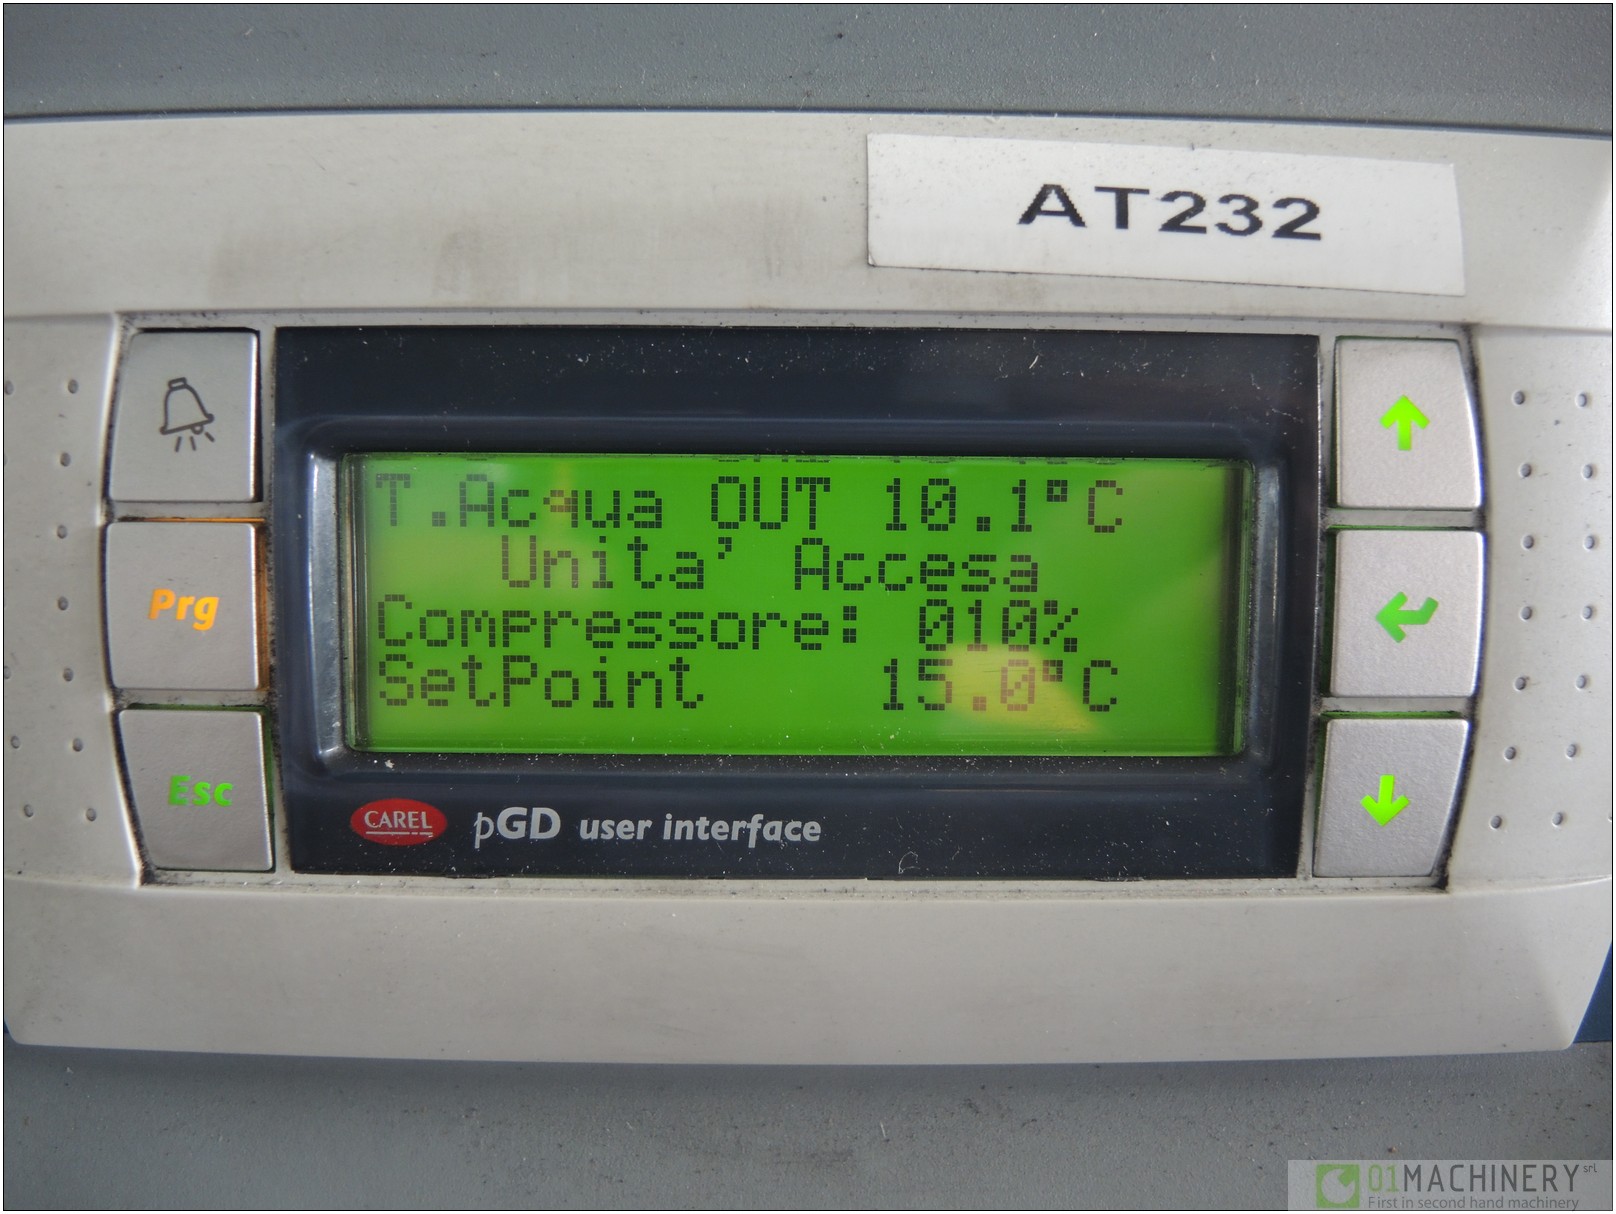 AT232
T.Acqua OUT 10.1°C
Unita' Accesa
Compressore: 010%
SetPoint 15.0°C
Prg
Esc
CAREL pGD user interface
01MACHINERY srl
First in second hand machinery